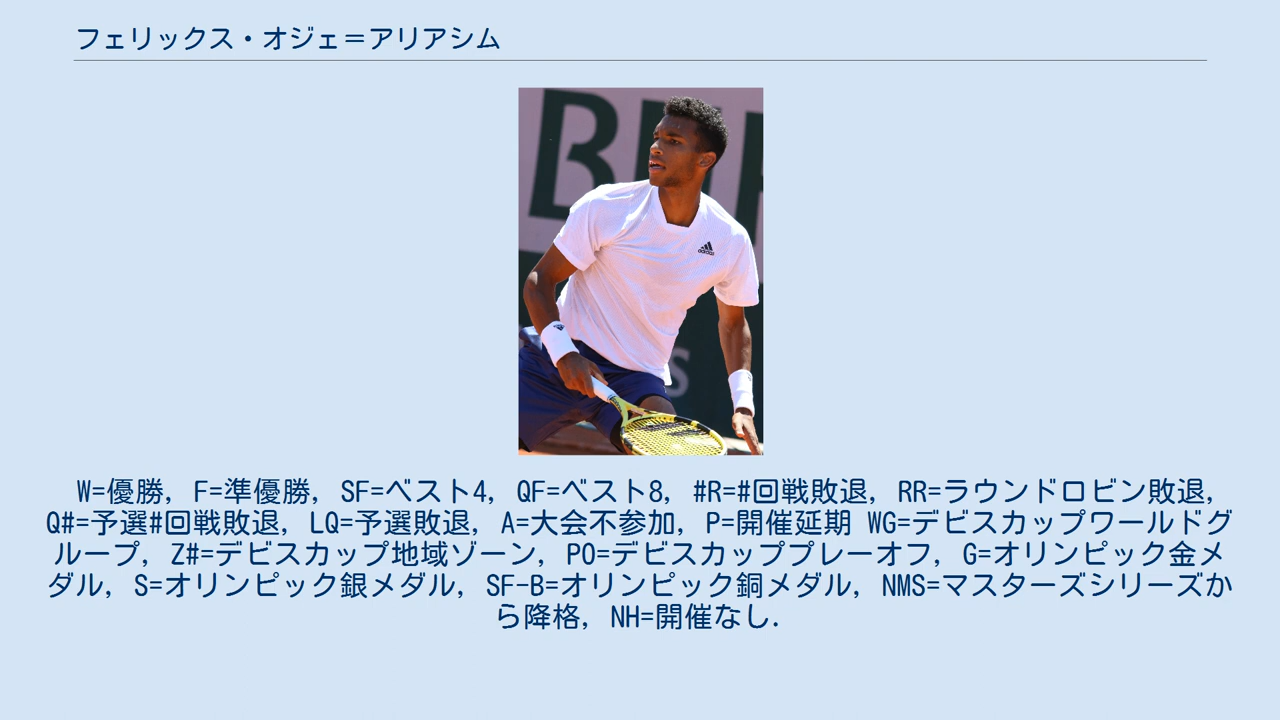 フェリックス・オジェ＝アリアシム
adidas
W=優勝, F=準優勝, SF=ベスト4, QF=ベスト8, #R=#回戦敗退, RR=ラウンドロビン敗退,
Q#=予選#回戦敗退, LQ=予選敗退, A=大会不参加, P=開催延期 WG=デビスカップワールドグ
ループ, Z#=デビスカップ地域ゾーン, PO=デビスカッププレーオフ, G=オリンピック金メ
ダル, S=オリンピック銀メダル, SF-B=オリンピック銅メダル, NMS=マスターズシリーズか
ら降格, NH=開催なし.